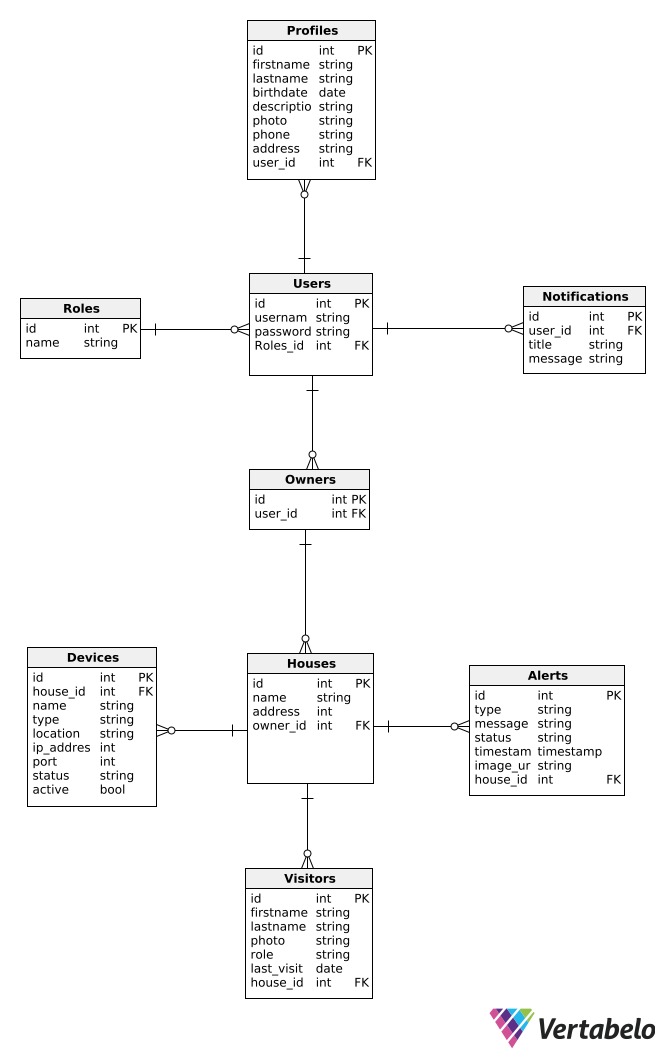 Profiles
id int PK
firstname string
lastname string
birthdate date
descriptio string
photo string
phone string
address string
user_id int FK
Users
id int PK
usernam string
password string
Roles_id int FK
Roles
id int PK
name string
Notifications
id int PK
user_id int FK
title string
message string
Owners
id int PK
user_id int FK
Houses
id int PK
name string
address int
owner_id int FK
Devices
id int PK
house_id int FK
name string
type string
location string
ip_addres int
port int
status string
active bool
Alerts
id int PK
type string
message string
status string
timestam timestamp
image_ur string
house_id int FK
Visitors
id int PK
firstname string
lastname string
photo string
role string
last_visit date
house_id int FK
Vertabelo